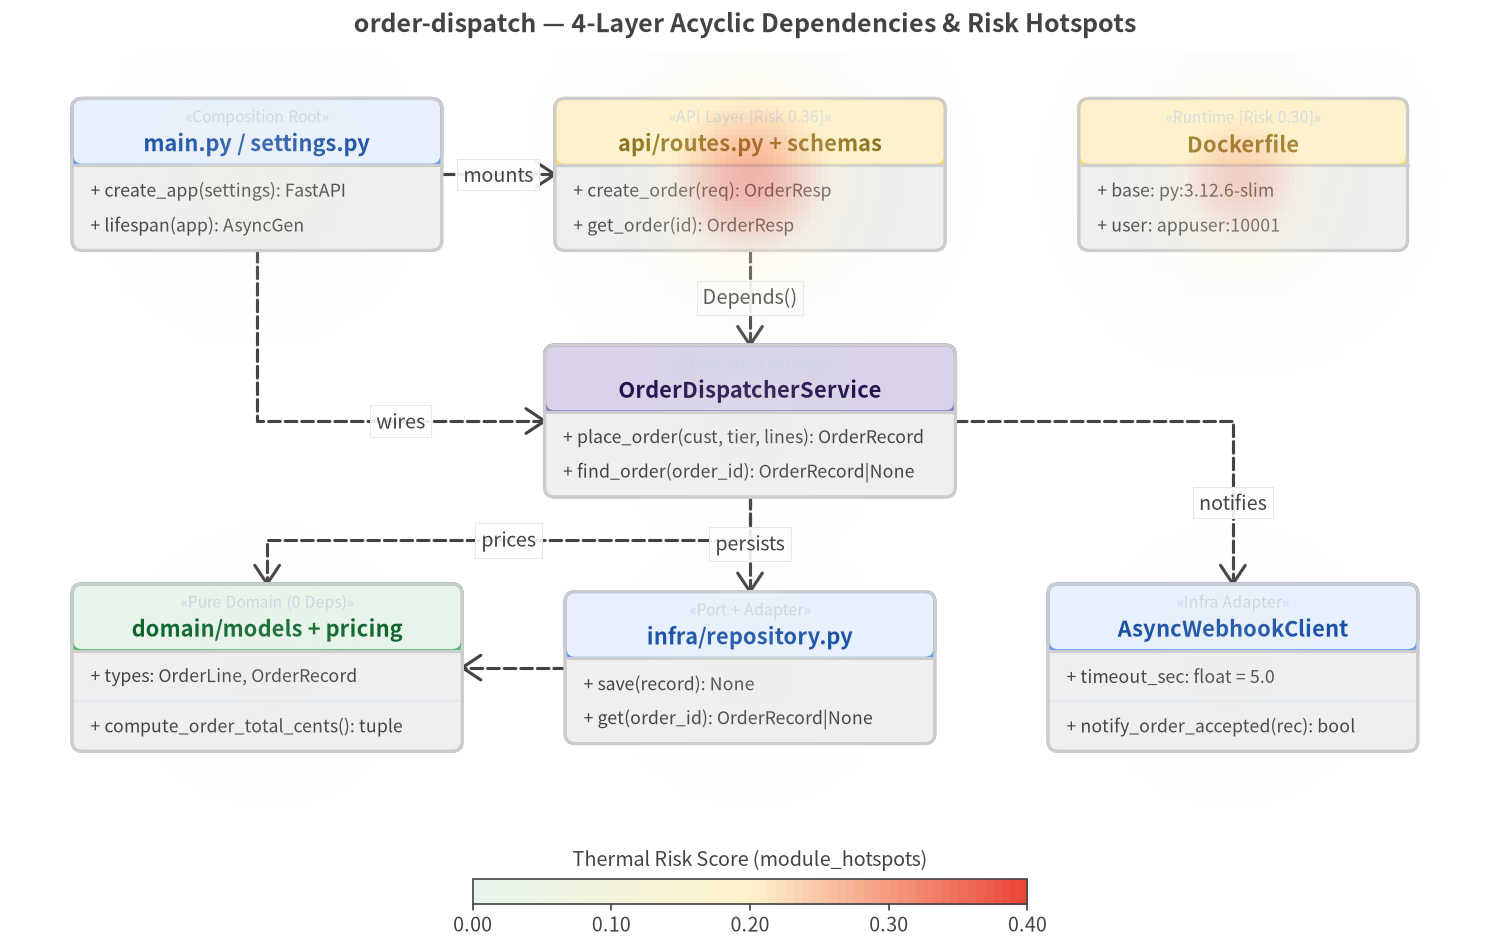 order-dispatch — 4-Layer Acyclic Dependencies & Risk Hotspots
«Composition Root»
main.py / settings.py
+ create_app(settings): FastAPI
+ lifespan(app): AsyncGen
mounts
«API Layer [Risk 0.36]»
api/routes.py + schemas
+ create_order(req): OrderResp
+ get_order(id): OrderResp
«Runtime [Risk 0.30]»
Dockerfile
+ base: py:3.12.6-slim
+ user: appuser:10001
Depends()
«Application Service»
OrderDispatcherService
+ place_order(cust, tier, lines): OrderRecord
+ find_order(order_id): OrderRecord|None
wires
notifies
prices
persists
«Pure Domain (0 Deps)»
domain/models + pricing
+ types: OrderLine, OrderRecord
+ compute_order_total_cents(): tuple
«Port + Adapter»
infra/repository.py
+ save(record): None
+ get(order_id): OrderRecord|None
«Infra Adapter»
AsyncWebhookClient
+ timeout_sec: float = 5.0
+ notify_order_accepted(rec): bool
Thermal Risk Score (module_hotspots)
0.00 0.10 0.20 0.30 0.40